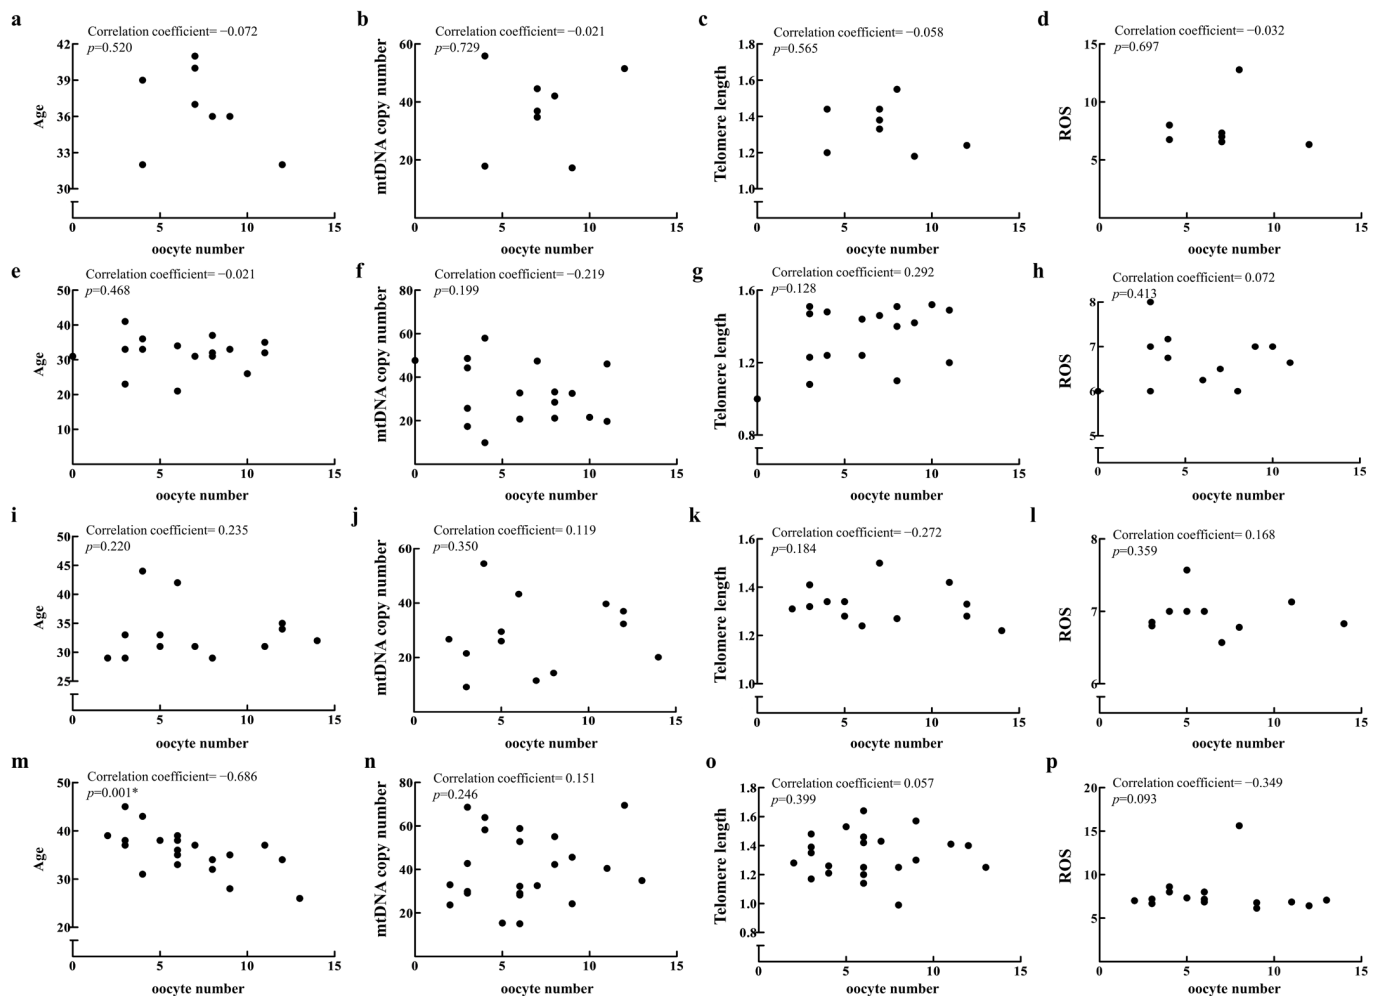 a
Correlation coefficient= −0.072
p=0.520
42
39
36
33
30
Age
0
5
10
15
oocyte number
b
Correlation coefficient= −0.021
p=0.729
60
40
20
mtDNA copy number
0
5
10
15
oocyte number
c
Correlation coefficient= −0.058
p=0.565
1.8
1.6
1.4
1.2
1.0
Telomere length
0
5
10
15
oocyte number
d
Correlation coefficient= −0.032
p=0.697
15
10
5
ROS
0
5
10
15
oocyte number
e
Correlation coefficient= −0.021
p=0.468
50
40
30
20
10
Age
0
5
10
15
oocyte number
f
Correlation coefficient= −0.219
p=0.199
80
60
40
20
mtDNA copy number
0
5
10
15
oocyte number
g
Correlation coefficient= 0.292
p=0.128
1.6
1.2
0.8
Telomere length
0
5
10
15
oocyte number
h
Correlation coefficient= 0.072
p=0.413
8
7
6
5
ROS
0
5
10
15
oocyte number
i
Correlation coefficient= 0.235
p=0.220
50
45
40
35
30
25
Age
0
5
10
15
oocyte number
j
Correlation coefficient= 0.119
p=0.350
60
40
20
mtDNA copy number
0
5
10
15
oocyte number
k
Correlation coefficient= −0.272
p=0.184
1.6
1.4
1.2
1.0
Telomere length
0
5
10
15
oocyte number
l
Correlation coefficient= 0.168
p=0.359
8
7
6
ROS
0
5
10
15
oocyte number
m
Correlation coefficient= −0.686
p=0.001*
50
40
30
20
Age
0
5
10
15
oocyte number
n
Correlation coefficient= 0.151
p=0.246
80
60
40
20
mtDNA copy number
0
5
10
15
oocyte number
o
Correlation coefficient= 0.057
p=0.399
1.8
1.6
1.4
1.2
1.0
0.8
Telomere length
0
5
10
15
oocyte number
p
Correlation coefficient= −0.349
p=0.093
20
15
10
5
ROS
0
5
10
15
oocyte number